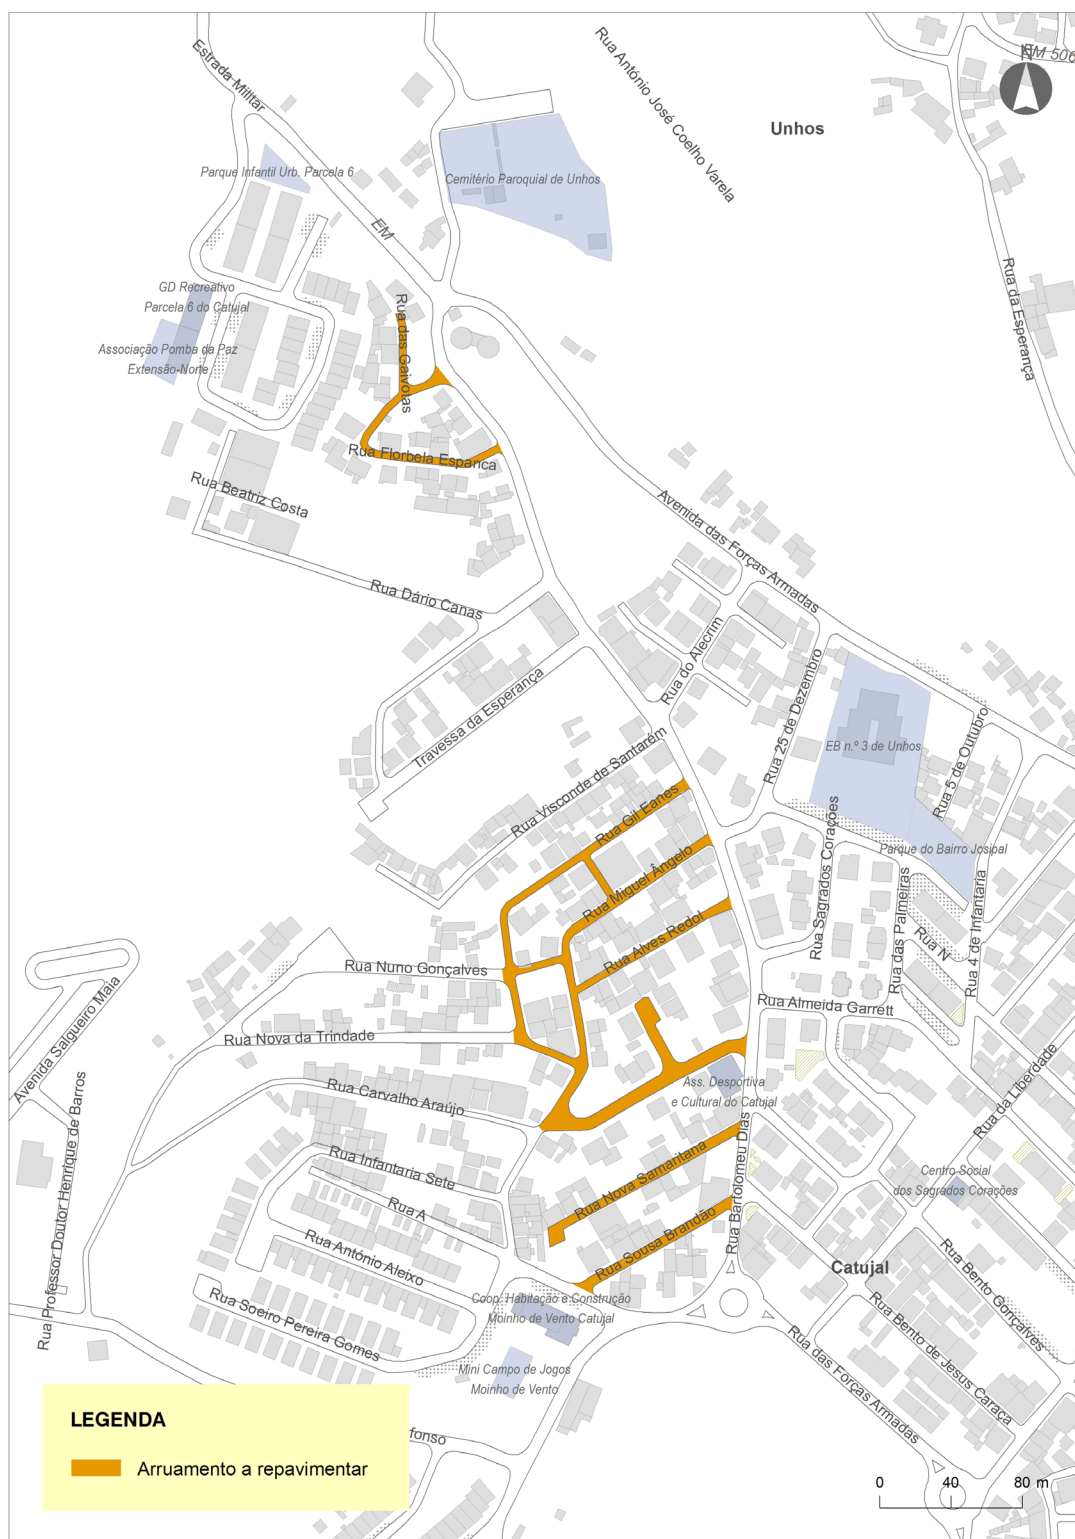 Estrada Militar
Rua António José Coelho Varela
N
EM 506
Unhos
Parque Infantil Urb. Parcela 6
Cemitério Paroquial de Unhos
EM
Rua da Esperança
GD Recreativo
Parcela 6 do Catujal
Rua das Gaivotas
Associação Pomba da Paz
Extensão-Norte
Rua Florbela Espanca
Rua Beatriz Costa
Avenida das Forças Armadas
Rua Dário Canas
Rua do Alecrim
Travessa da Esperança
Rua 25 de Dezembro
EB n.º 3 de Unhos
Rua 5 de Outubro
Rua Visconde de Santarém
Rua Gil Eanes
Rua Miguel Ângelo
Rua Sagrados Corações
Parque do Bairro Josipal
Rua das Palmeiras
Rua N
Rua 4 de Infantaria
Rua Alves Redol
Rua Nuno Gonçalves
Avenida Salgueiro Maia
Rua Almeida Garrett
Rua Nova da Trindade
Rua da Liberdade
Ass. Desportiva
e Cultural do Catujal
Rua Carvalho Araújo
Rua Professor Doutor Henrique de Barros
Rua Infantaria Sete
Rua Nova Samaritana
Rua Bartolomeu Dias
Centro Social
dos Sagrados Corações
Rua A
Rua Sousa Brandão
Rua António Aleixo
Catujal
Rua Bento Gonçalves
Coop. Habitação e Construção
Moinho de Vento Catujal
Rua Soeiro Pereira Gomes
Rua Bento de Jesus Caraça
Rua das Forças Armadas
Mini Campo de Jogos
Moinho de Vento
fonso
LEGENDA
Arruamento a repavimentar
0 40 80 m